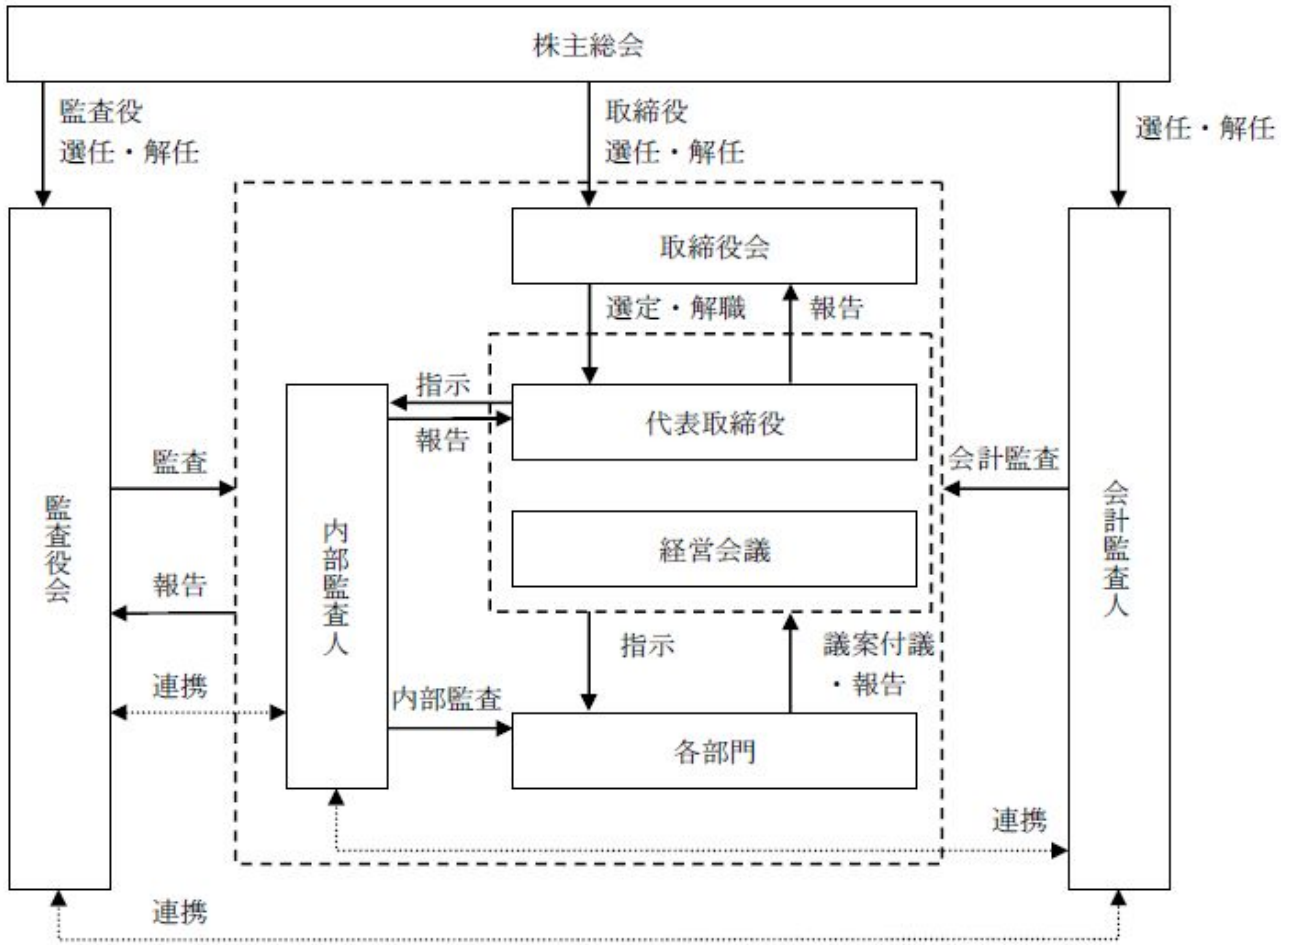 株主総会
監査役
選任・解任
取締役
選任・解任
選任・解任
取締役会
選定・解職
報告
指示
報告
代表取締役
監査
会計監査
監査役会
内部監査人
経営会議
会計監査人
報告
指示
議案付議
・報告
連携
内部監査
各部門
連携
連携